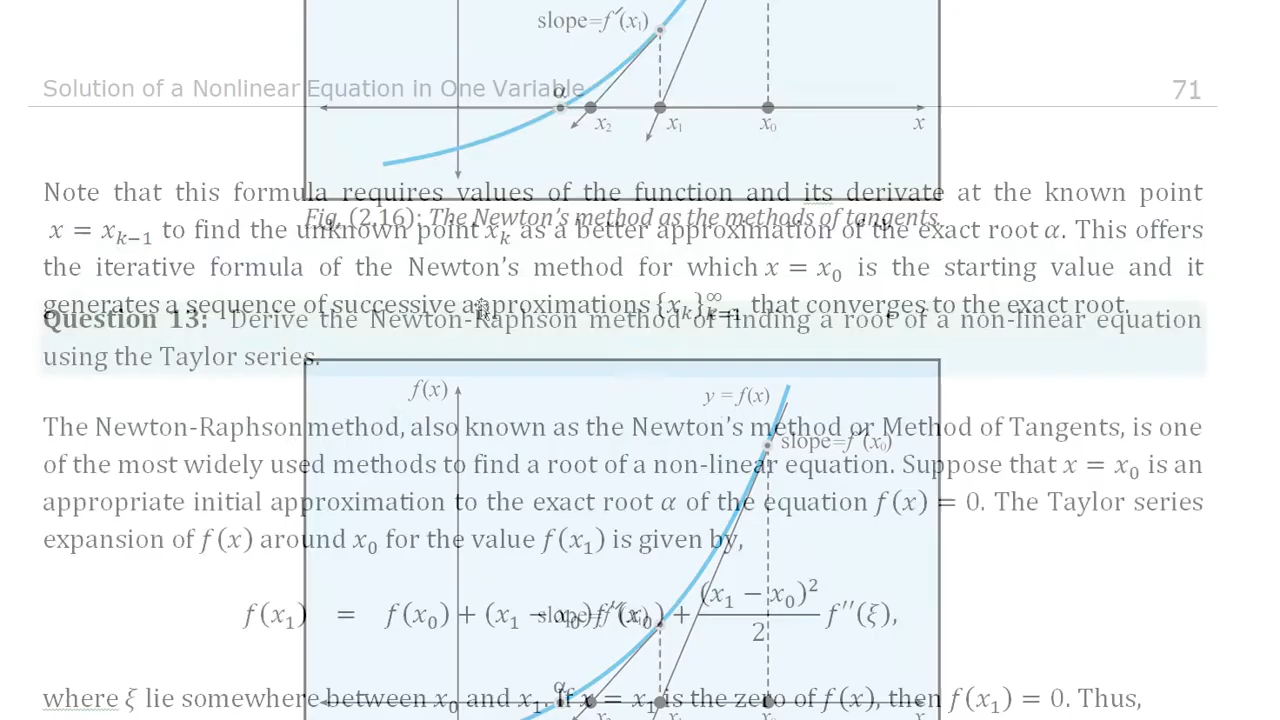 slope=f′(x₁)
Solution of a Nonlinear Equation in One Variable 71
α
x₂ x₁ x₀ x
Note that this formula requires values of the function and its derivate at the known point
Fig. (2.16): The Newton's method as the methods of tangents.
x = xₖ₋₁ to find the unknown point xₖ as a better approximation of the exact root α. This offers
the iterative formula of the Newton's method for which x = x₀ is the starting value and it
generates a sequence of successive approximations {xₖ}ₖ₌₁^∞ that converges to the exact root.
Question 13: Derive the Newton-Raphson method of finding a root of a non-linear equation
using the Taylor series.
f(x) y = f(x)
The Newton-Raphson method, also known as the Newton's method or Method of Tangents, is one
slope=f′(x₀)
of the most widely used methods to find a root of a non-linear equation. Suppose that x = x₀ is an
appropriate initial approximation to the exact root α of the equation f(x) = 0. The Taylor series
expansion of f(x) around x₀ for the value f(x₁) is given by,
f(x₁) = f(x₀) + (x₁ − x₀)f′(x₀) + (x₁ − x₀)²/2 f′′(ξ),
slope=f′(x₁)
α
where ξ lie somewhere between x₀ and x₁. If x = x₁ is the zero of f(x), then f(x₁) = 0. Thus,